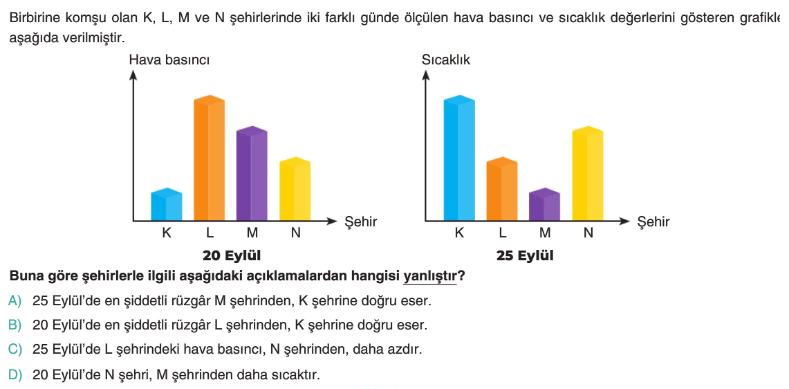 Birbirine komşu olan K, L, M ve N şehirlerinde iki farklı günde ölçülen hava basıncı ve sıcaklık değerlerini gösteren grafikle
aşağıda verilmiştir.
Hava basıncı
Sıcaklık
Şehir
Şehir
K L M N
K L M N
20 Eylül
25 Eylül
Buna göre şehirlerle ilgili aşağıdaki açıklamalardan hangisi yanlıştır?
A) 25 Eylül'de en şiddetli rüzgâr M şehrinden, K şehrine doğru eser.
B) 20 Eylül'de en şiddetli rüzgâr L şehrinden, K şehrine doğru eser.
C) 25 Eylül'de L şehrindeki hava basıncı, N şehrinden, daha azdır.
D) 20 Eylül'de N şehri, M şehrinden daha sıcaktır.